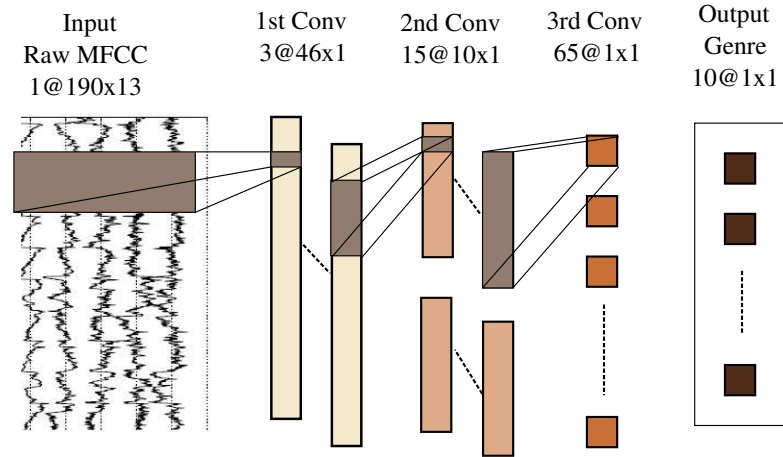 Input
Raw MFCC
1@190x13
1st Conv
3@46x1
2nd Conv
15@10x1
3rd Conv
65@1x1
Output
Genre
10@1x1